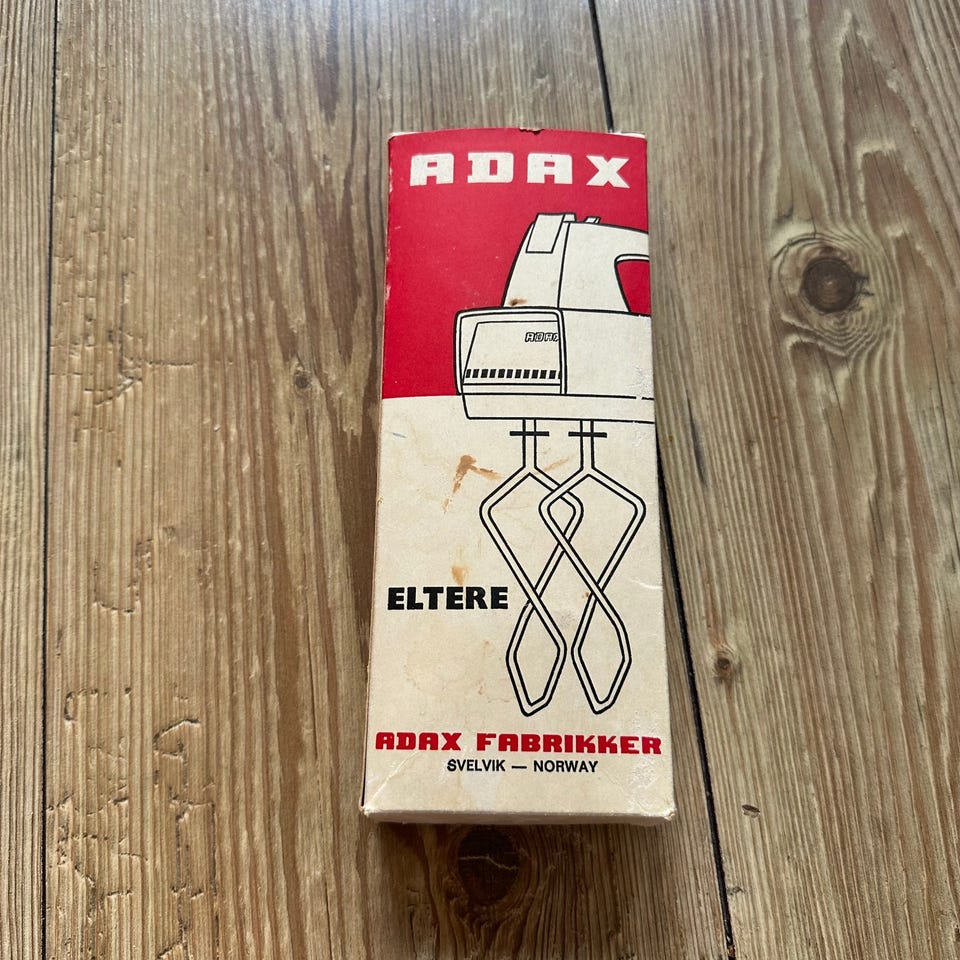 ADAX
ADAX
ELTERE
ADAX FABRIKKER
SVELVIK — NORWAY